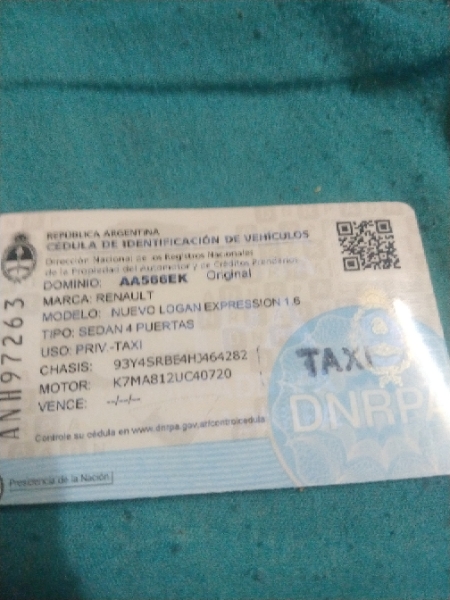 REPUBLICA ARGENTINA
CÉDULA DE IDENTIFICACIÓN DE VEHÍCULOS
Dirección Nacional de los Registros Nacionales
de la Propiedad del Automotor y de Créditos Prendarios
DOMINIO: AA566EK Original
MARCA: RENAULT
MODELO: NUEVO LOGAN EXPRESSION 1.6
TIPO: SEDAN 4 PUERTAS
USO: PRIV.-TAXI
CHASIS: 93Y4SRBE4HJ464282
MOTOR: K7MA812UC40720
VENCE: --/--/--
TAXI
DNRPA
Controle su cédula en www.dnrpa.gov.ar/controlcedula
Presidencia de la Nación
ANH97263